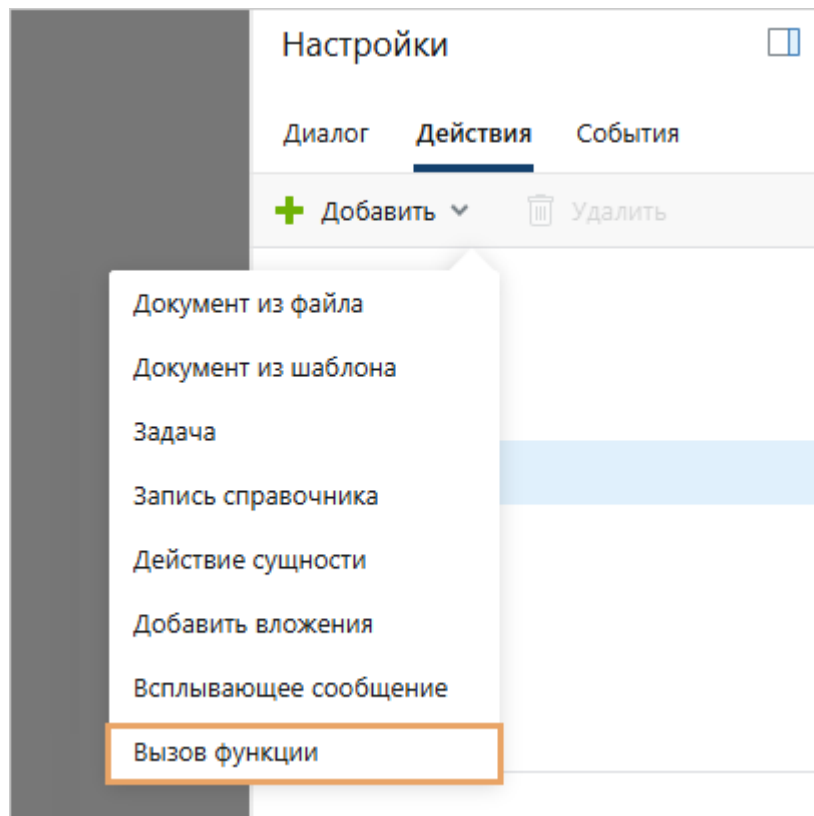 Настройки
Диалог Действия События
Добавить Удалить
Документ из файла
Документ из шаблона
Задача
Запись справочника
Действие сущности
Добавить вложения
Всплывающее сообщение
Вызов функции